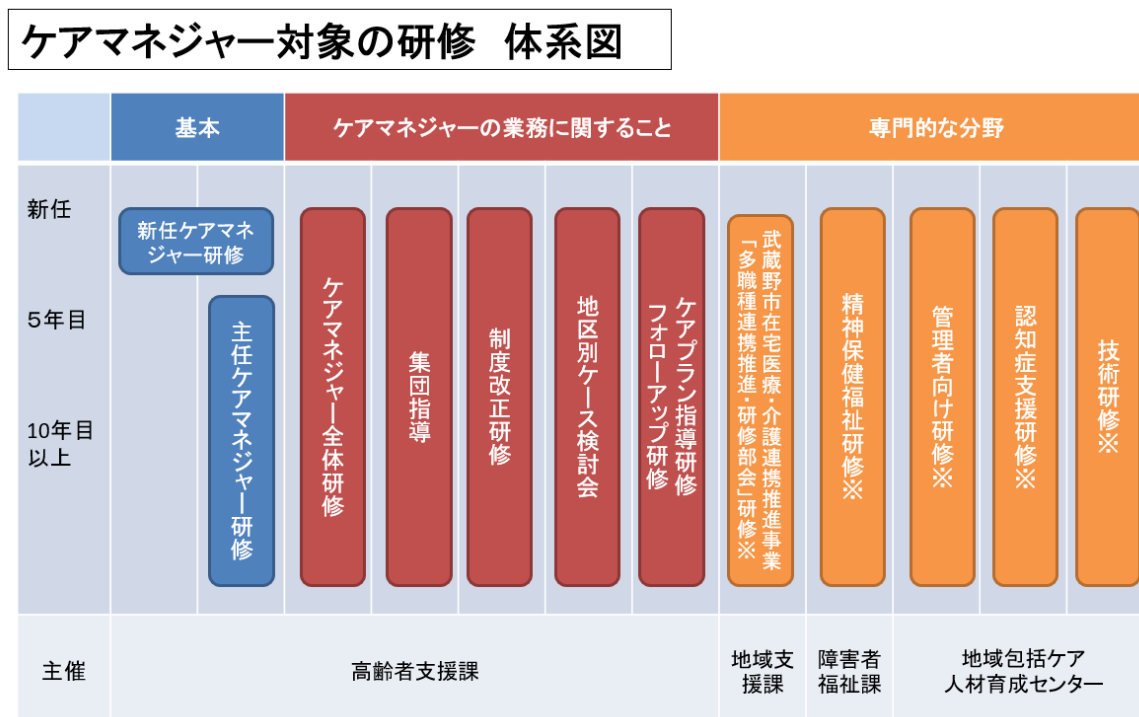 ケアマネジャー対象の研修　体系図
基本
ケアマネジャーの業務に関すること
専門的な分野
新任
5年目
10年目
以上
新任ケアマネ
ジャー研修
主任ケアマネジャー研修
ケアマネジャー全体研修
集団指導
制度改正研修
地区別ケース検討会
ケアプラン指導研修
フォローアップ研修
武蔵野市在宅医療・介護連携推進事業
「多職種連携推進・研修部会」研修※
精神保健福祉研修※
管理者向け研修※
認知症支援研修※
技術研修※
主催
高齢者支援課
地域支
援課
障害者
福祉課
地域包括ケア
人材育成センター